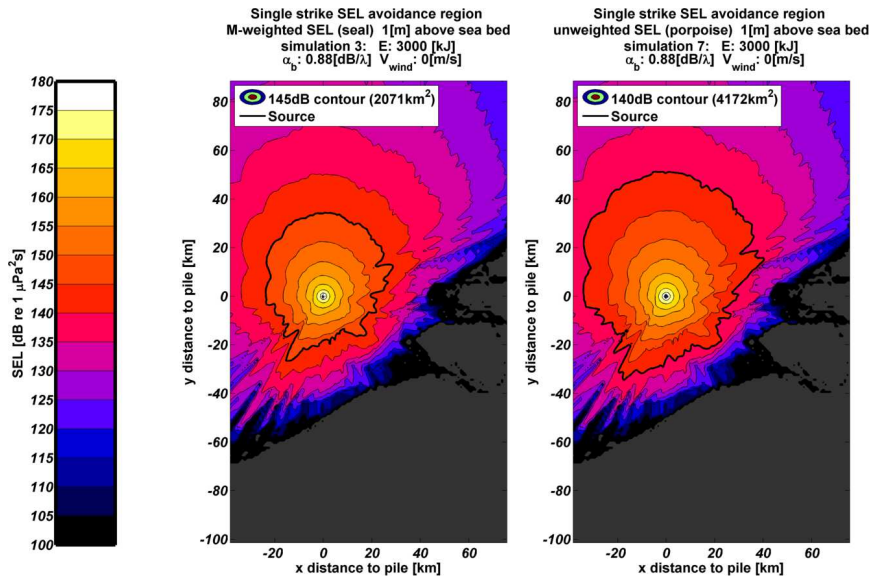 Single strike SEL avoidance region
M-weighted SEL (seal) 1[m] above sea bed
simulation 3: E: 3000 [kJ]
α_b: 0.88[dB/λ] V_wind: 0[m/s]
Single strike SEL avoidance region
unweighted SEL (porpoise) 1[m] above sea bed
simulation 7: E: 3000 [kJ]
α_b: 0.88[dB/λ] V_wind: 0[m/s]
SEL [dB re 1 μPa²s]
180
175
170
165
160
155
150
145
140
135
130
125
120
115
110
105
100
145dB contour (2071km²)
Source
y distance to pile [km]
80
60
40
20
0
-20
-40
-60
-80
-100
-20 0 20 40 60
x distance to pile [km]
140dB contour (4172km²)
Source
y distance to pile [km]
80
60
40
20
0
-20
-40
-60
-80
-100
-20 0 20 40 60
x distance to pile [km]